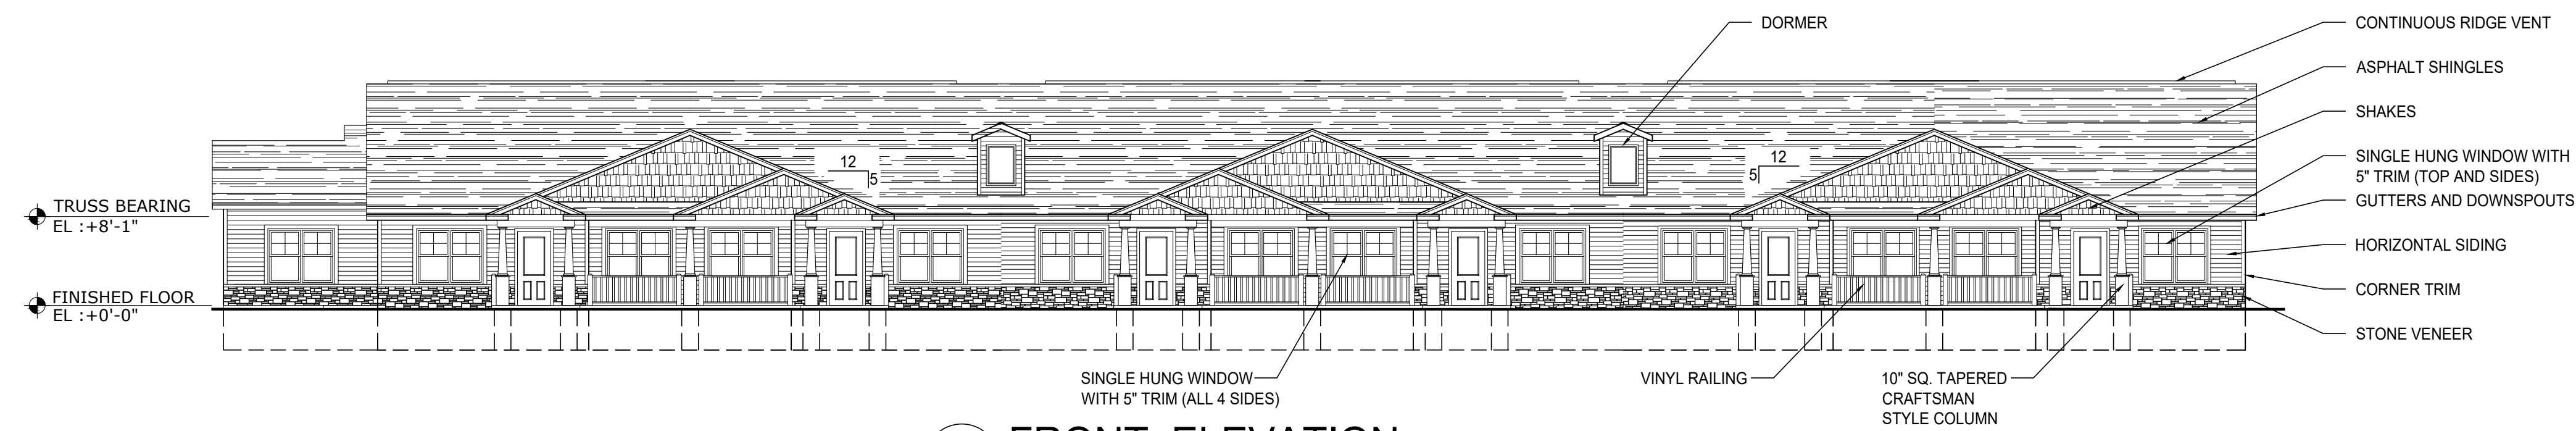 DORMER
CONTINUOUS RIDGE VENT
ASPHALT SHINGLES
SHAKES
12
5
12
5
SINGLE HUNG WINDOW WITH
5" TRIM (TOP AND SIDES)
TRUSS BEARING
EL :+8'-1"
GUTTERS AND DOWNSPOUTS
HORIZONTAL SIDING
CORNER TRIM
FINISHED FLOOR
EL :+0'-0"
STONE VENEER
SINGLE HUNG WINDOW
WITH 5" TRIM (ALL 4 SIDES)
VINYL RAILING
10" SQ. TAPERED
CRAFTSMAN
STYLE COLUMN
FRONT ELEVATION